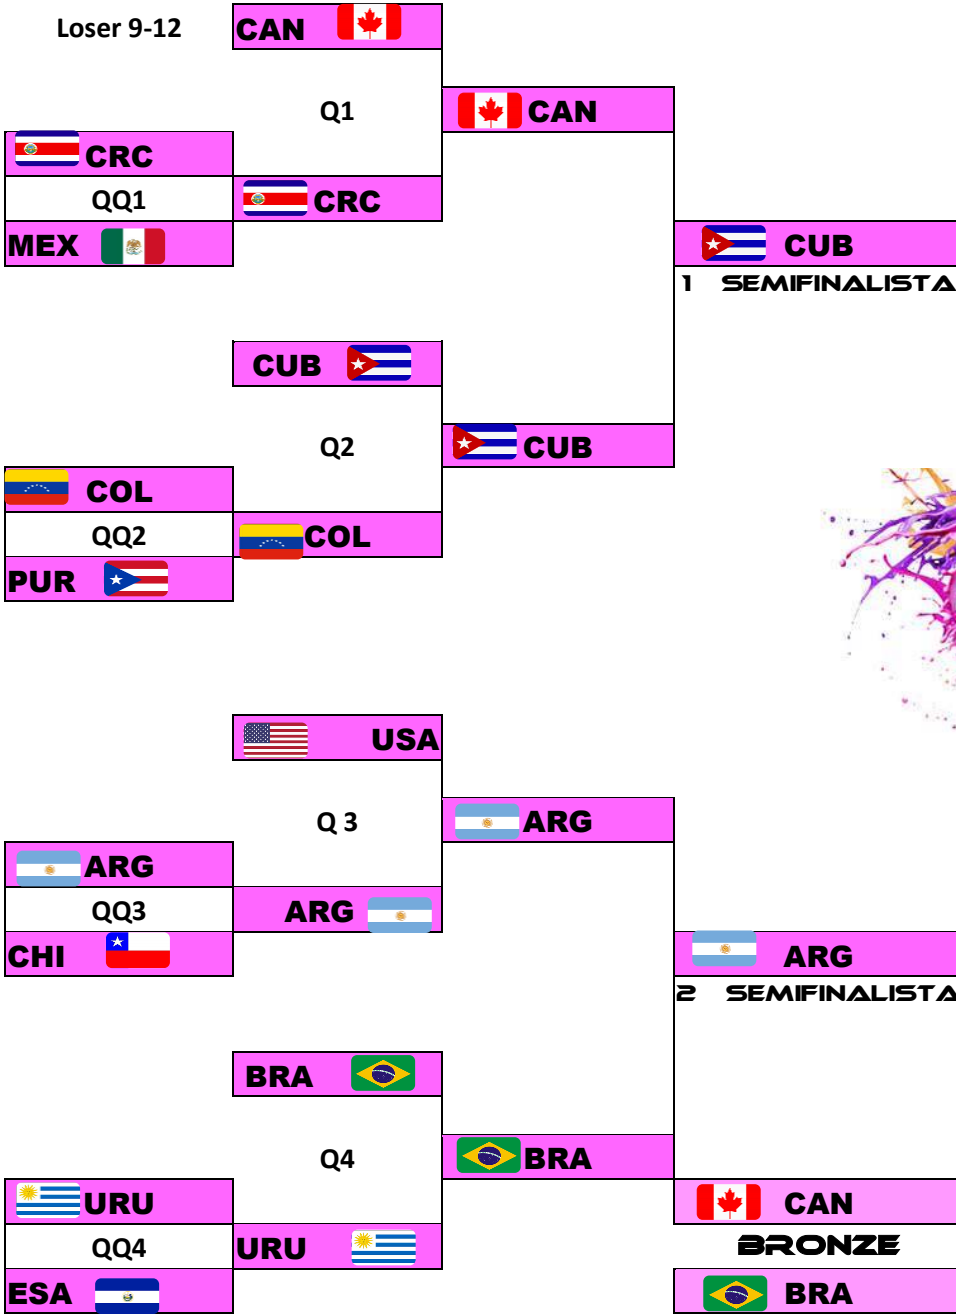 Loser 9-12 CAN
Q1 CAN
CRC
QQ1 CRC
MEX CUB
1 SEMIFINALISTA
CUB
Q2 CUB
COL
QQ2 COL
PUR
USA
Q 3 ARG
ARG
QQ3 ARG
CHI ARG
2 SEMIFINALISTA
BRA
Q4 BRA
URU CAN
QQ4 URU BRONZE
ESA BRA